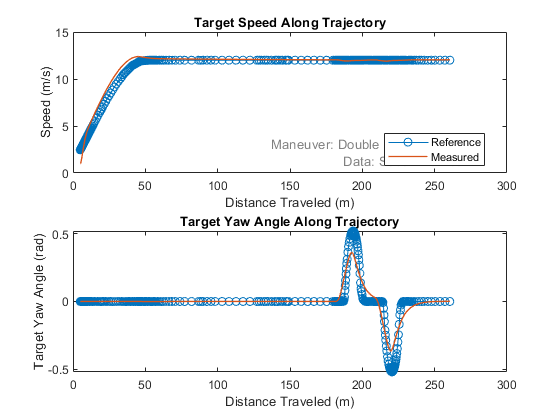 Target Speed Along Trajectory
15
10
5
0
Speed (m/s)
Maneuver: Double
Data:
Reference
Measured
0 50 100 150 200 250 300
Distance Traveled (m)
Target Yaw Angle Along Trajectory
0.5
0
-0.5
Target Yaw Angle (rad)
0 50 100 150 200 250 300
Distance Traveled (m)